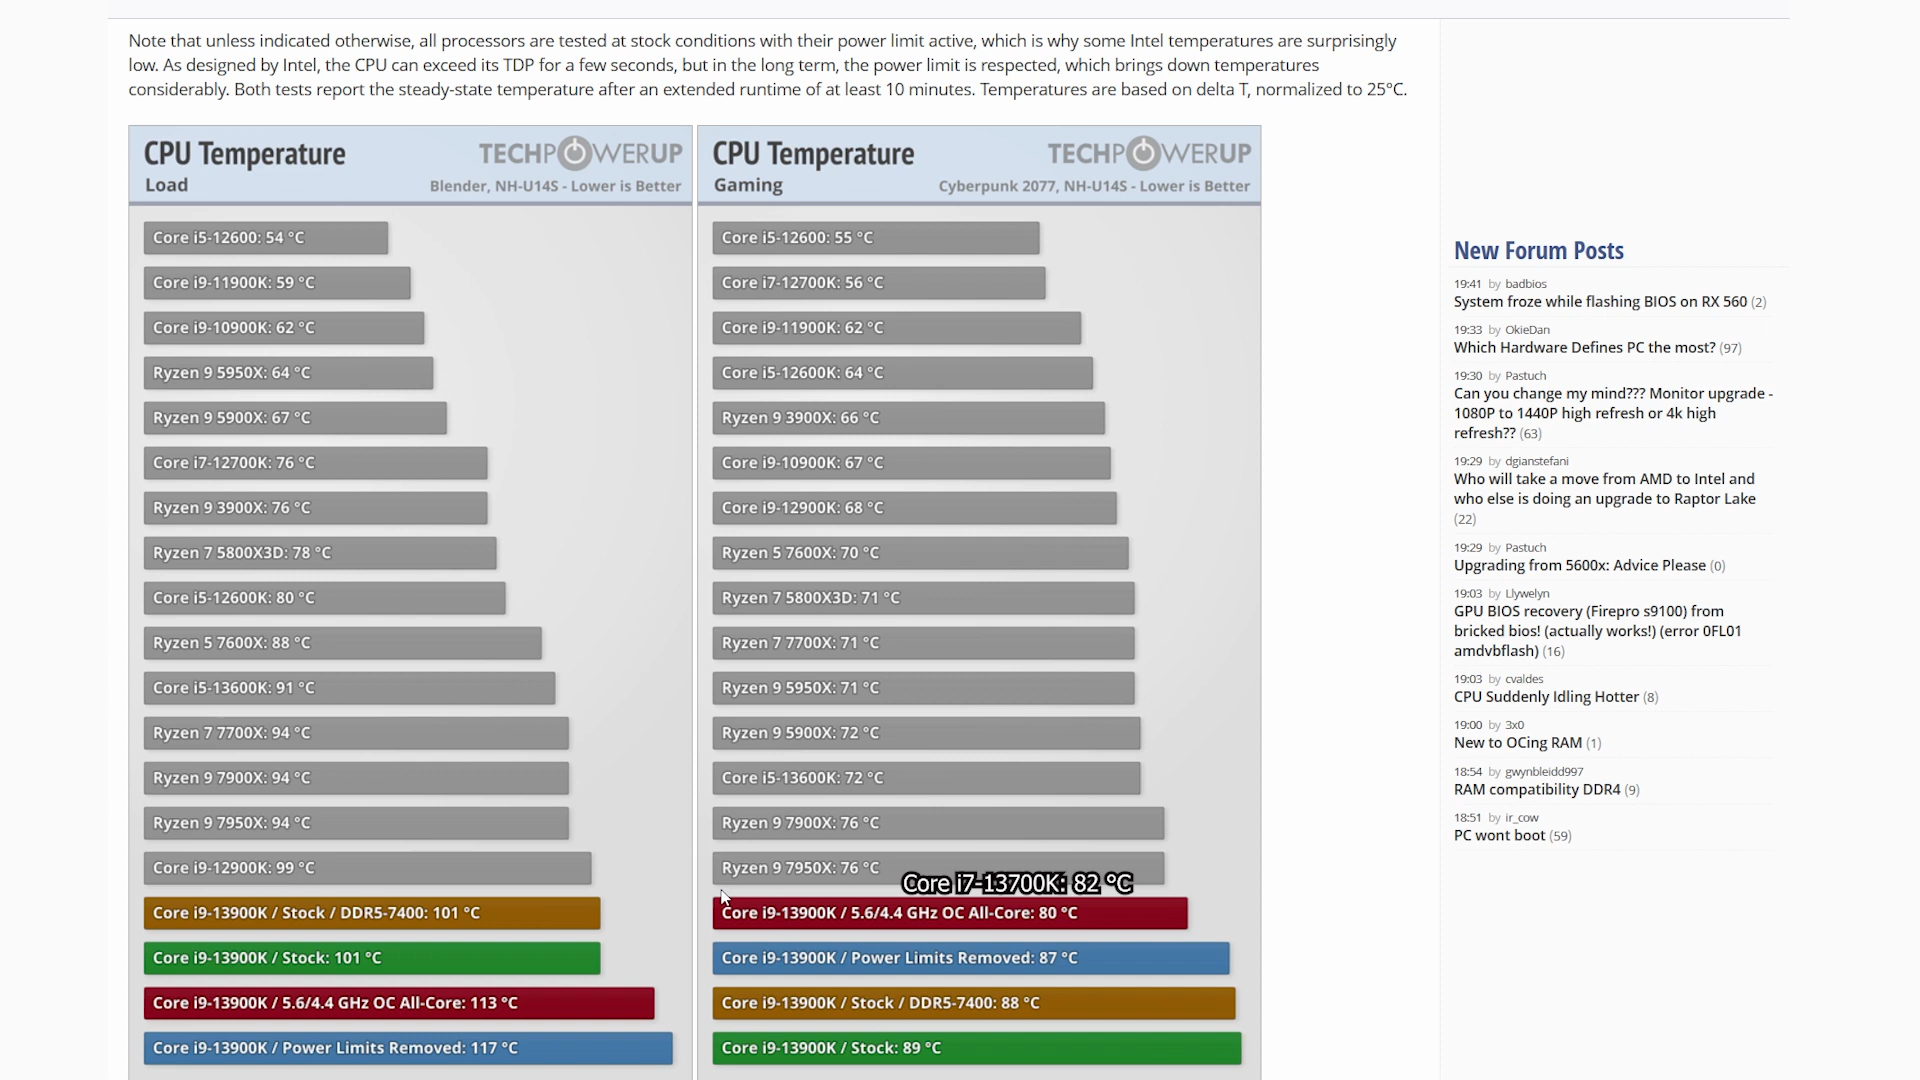 Note that unless indicated otherwise, all processors are tested at stock conditions with their power limit active, which is why some Intel temperatures are surprisingly
low. As designed by Intel, the CPU can exceed its TDP for a few seconds, but in the long term, the power limit is respected, which brings down temperatures
considerably. Both tests report the steady-state temperature after an extended runtime of at least 10 minutes. Temperatures are based on delta T, normalized to 25°C.
CPU Temperature
TECHPOWERUP
Load
Blender, NH-U14S - Lower is Better
Core i5-12600: 54 °C
Core i9-11900K: 59 °C
Core i9-10900K: 62 °C
Ryzen 9 5950X: 64 °C
Ryzen 9 5900X: 67 °C
Core i7-12700K: 76 °C
Ryzen 9 3900X: 76 °C
Ryzen 7 5800X3D: 78 °C
Core i5-12600K: 80 °C
Ryzen 5 7600X: 88 °C
Core i5-13600K: 91 °C
Ryzen 7 7700X: 94 °C
Ryzen 9 7900X: 94 °C
Ryzen 9 7950X: 94 °C
Core i9-12900K: 99 °C
Core i9-13900K / Stock / DDR5-7400: 101 °C
Core i9-13900K / Stock: 101 °C
Core i9-13900K / 5.6/4.4 GHz OC All-Core: 113 °C
Core i9-13900K / Power Limits Removed: 117 °C
CPU Temperature
TECHPOWERUP
Gaming
Cyberpunk 2077, NH-U14S - Lower is Better
Core i5-12600: 55 °C
Core i7-12700K: 56 °C
Core i9-11900K: 62 °C
Core i5-12600K: 64 °C
Ryzen 9 3900X: 66 °C
Core i9-10900K: 67 °C
Core i9-12900K: 68 °C
Ryzen 5 7600X: 70 °C
Ryzen 7 5800X3D: 71 °C
Ryzen 7 7700X: 71 °C
Ryzen 9 5950X: 71 °C
Ryzen 9 5900X: 72 °C
Core i5-13600K: 72 °C
Ryzen 9 7900X: 76 °C
Ryzen 9 7950X: 76 °C
Core i7-13700K: 82 °C
Core i9-13900K / 5.6/4.4 GHz OC All-Core: 80 °C
Core i9-13900K / Power Limits Removed: 87 °C
Core i9-13900K / Stock / DDR5-7400: 88 °C
Core i9-13900K / Stock: 89 °C
New Forum Posts
19:41 by badbios
System froze while flashing BIOS on RX 560 (2)
19:33 by OkieDan
Which Hardware Defines PC the most? (97)
19:30 by Pastuch
Can you change my mind??? Monitor upgrade -
1080P to 1440P high refresh or 4k high
refresh?? (63)
19:29 by dgianstefani
Who will take a move from AMD to Intel and
who else is doing an upgrade to Raptor Lake
(22)
19:29 by Pastuch
Upgrading from 5600x: Advice Please (0)
19:03 by Llywelyn
GPU BIOS recovery (Firepro s9100) from
bricked bios! (actually works!) (error 0FL01
amdvbflash) (16)
19:03 by cvaldes
CPU Suddenly Idling Hotter (8)
19:00 by 3x0
New to OCing RAM (1)
18:54 by gwynbleidd997
RAM compatibility DDR4 (9)
18:51 by ir_cow
PC wont boot (59)